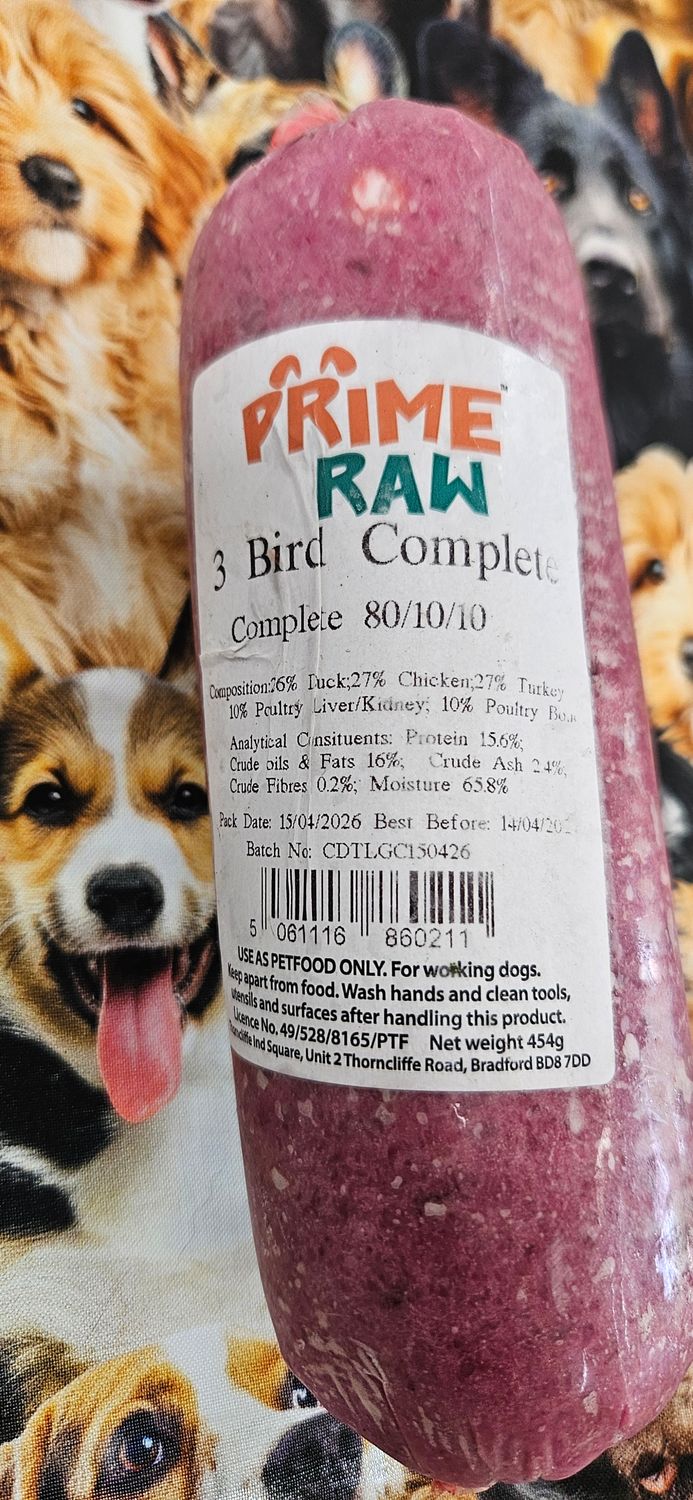 PRIME™
RAW
3 Bird Complete
Complete 80/10/10
Composition:26% Duck;27% Chicken;27% Turkey
10% Poultry Liver/Kidney; 10% Poultry
Analytical Consituents: Protein 15.6%;
Crude oils & Fats 16%; Crude Ash 2.4%;
Crude Fibres 0.2%; Moisture 65.8%
Pack Date: 15/04/2026 Best Before: 14/04/
Batch No: CDTLGC150426
5 061116 860211
USE AS PETFOOD ONLY. For working dogs.
Keep apart from food. Wash hands and clean tools,
utensils and surfaces after handling this product.
Licence No. 49/528/8165/PTF Net weight 454g
Ind Square, Unit 2 Thorncliffe Road, Bradford BD8 7DD